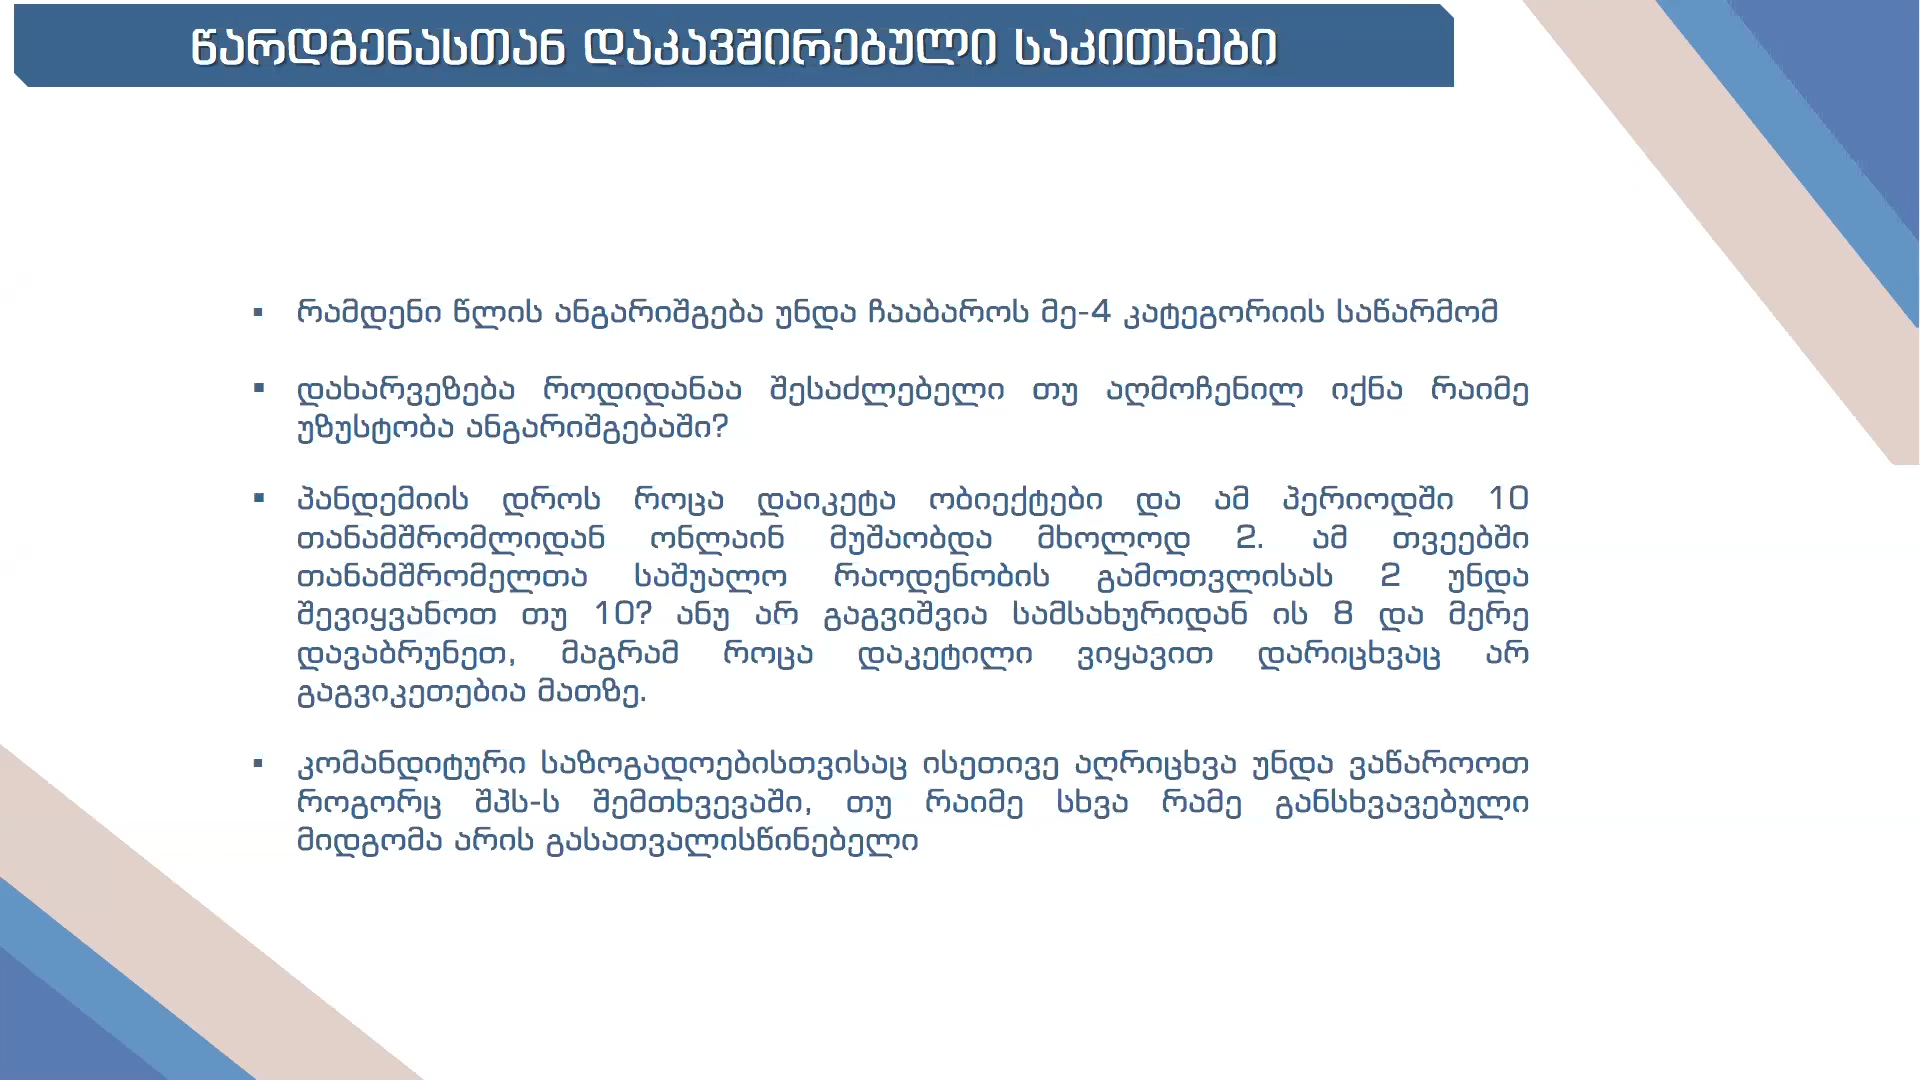 წარდგენასთან დაკავშირებული საკითხები
▪ რამდენი წლის ანგარიშგება უნდა ჩააბაროს მე-4 კატეგორიის საწარმომ
▪ დახარვეზება როდიდანაა შესაძლებელი თუ აღმოჩენილ იქნა რაიმე
უზუსტობა ანგარიშგებაში?
▪ პანდემიის დროს როცა დაიკეტა ობიექტები და ამ პერიოდში 10
თანამშრომლიდან ონლაინ მუშაობდა მხოლოდ 2. ამ თვეებში
თანამშრომელთა საშუალო რაოდენობის გამოთვლისას 2 უნდა
შევიყვანოთ თუ 10? ანუ არ გაგვიშვია სამსახურიდან ის 8 და მერე
დავაბრუნეთ, მაგრამ როცა დაკეტილი ვიყავით დარიცხვაც არ
გაგვიკეთებია მათზე.
▪ კომანდიტური საზოგადოებისთვისაც ისეთივე აღრიცხვა უნდა ვაწაროოთ
როგორც შპს-ს შემთხვევაში, თუ რაიმე სხვა რამე განსხვავებული
მიდგომა არის გასათვალისწინებელი